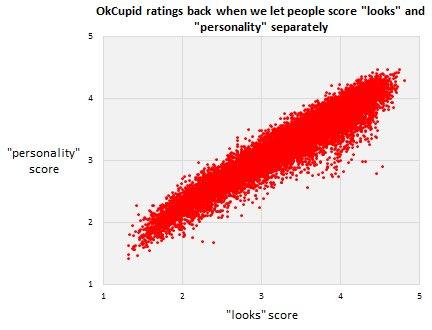 OkCupid ratings back when we let people score "looks" and
"personality" separately
5
4
"personality"
score
3
2
1
1 2 3 4 5
"looks" score